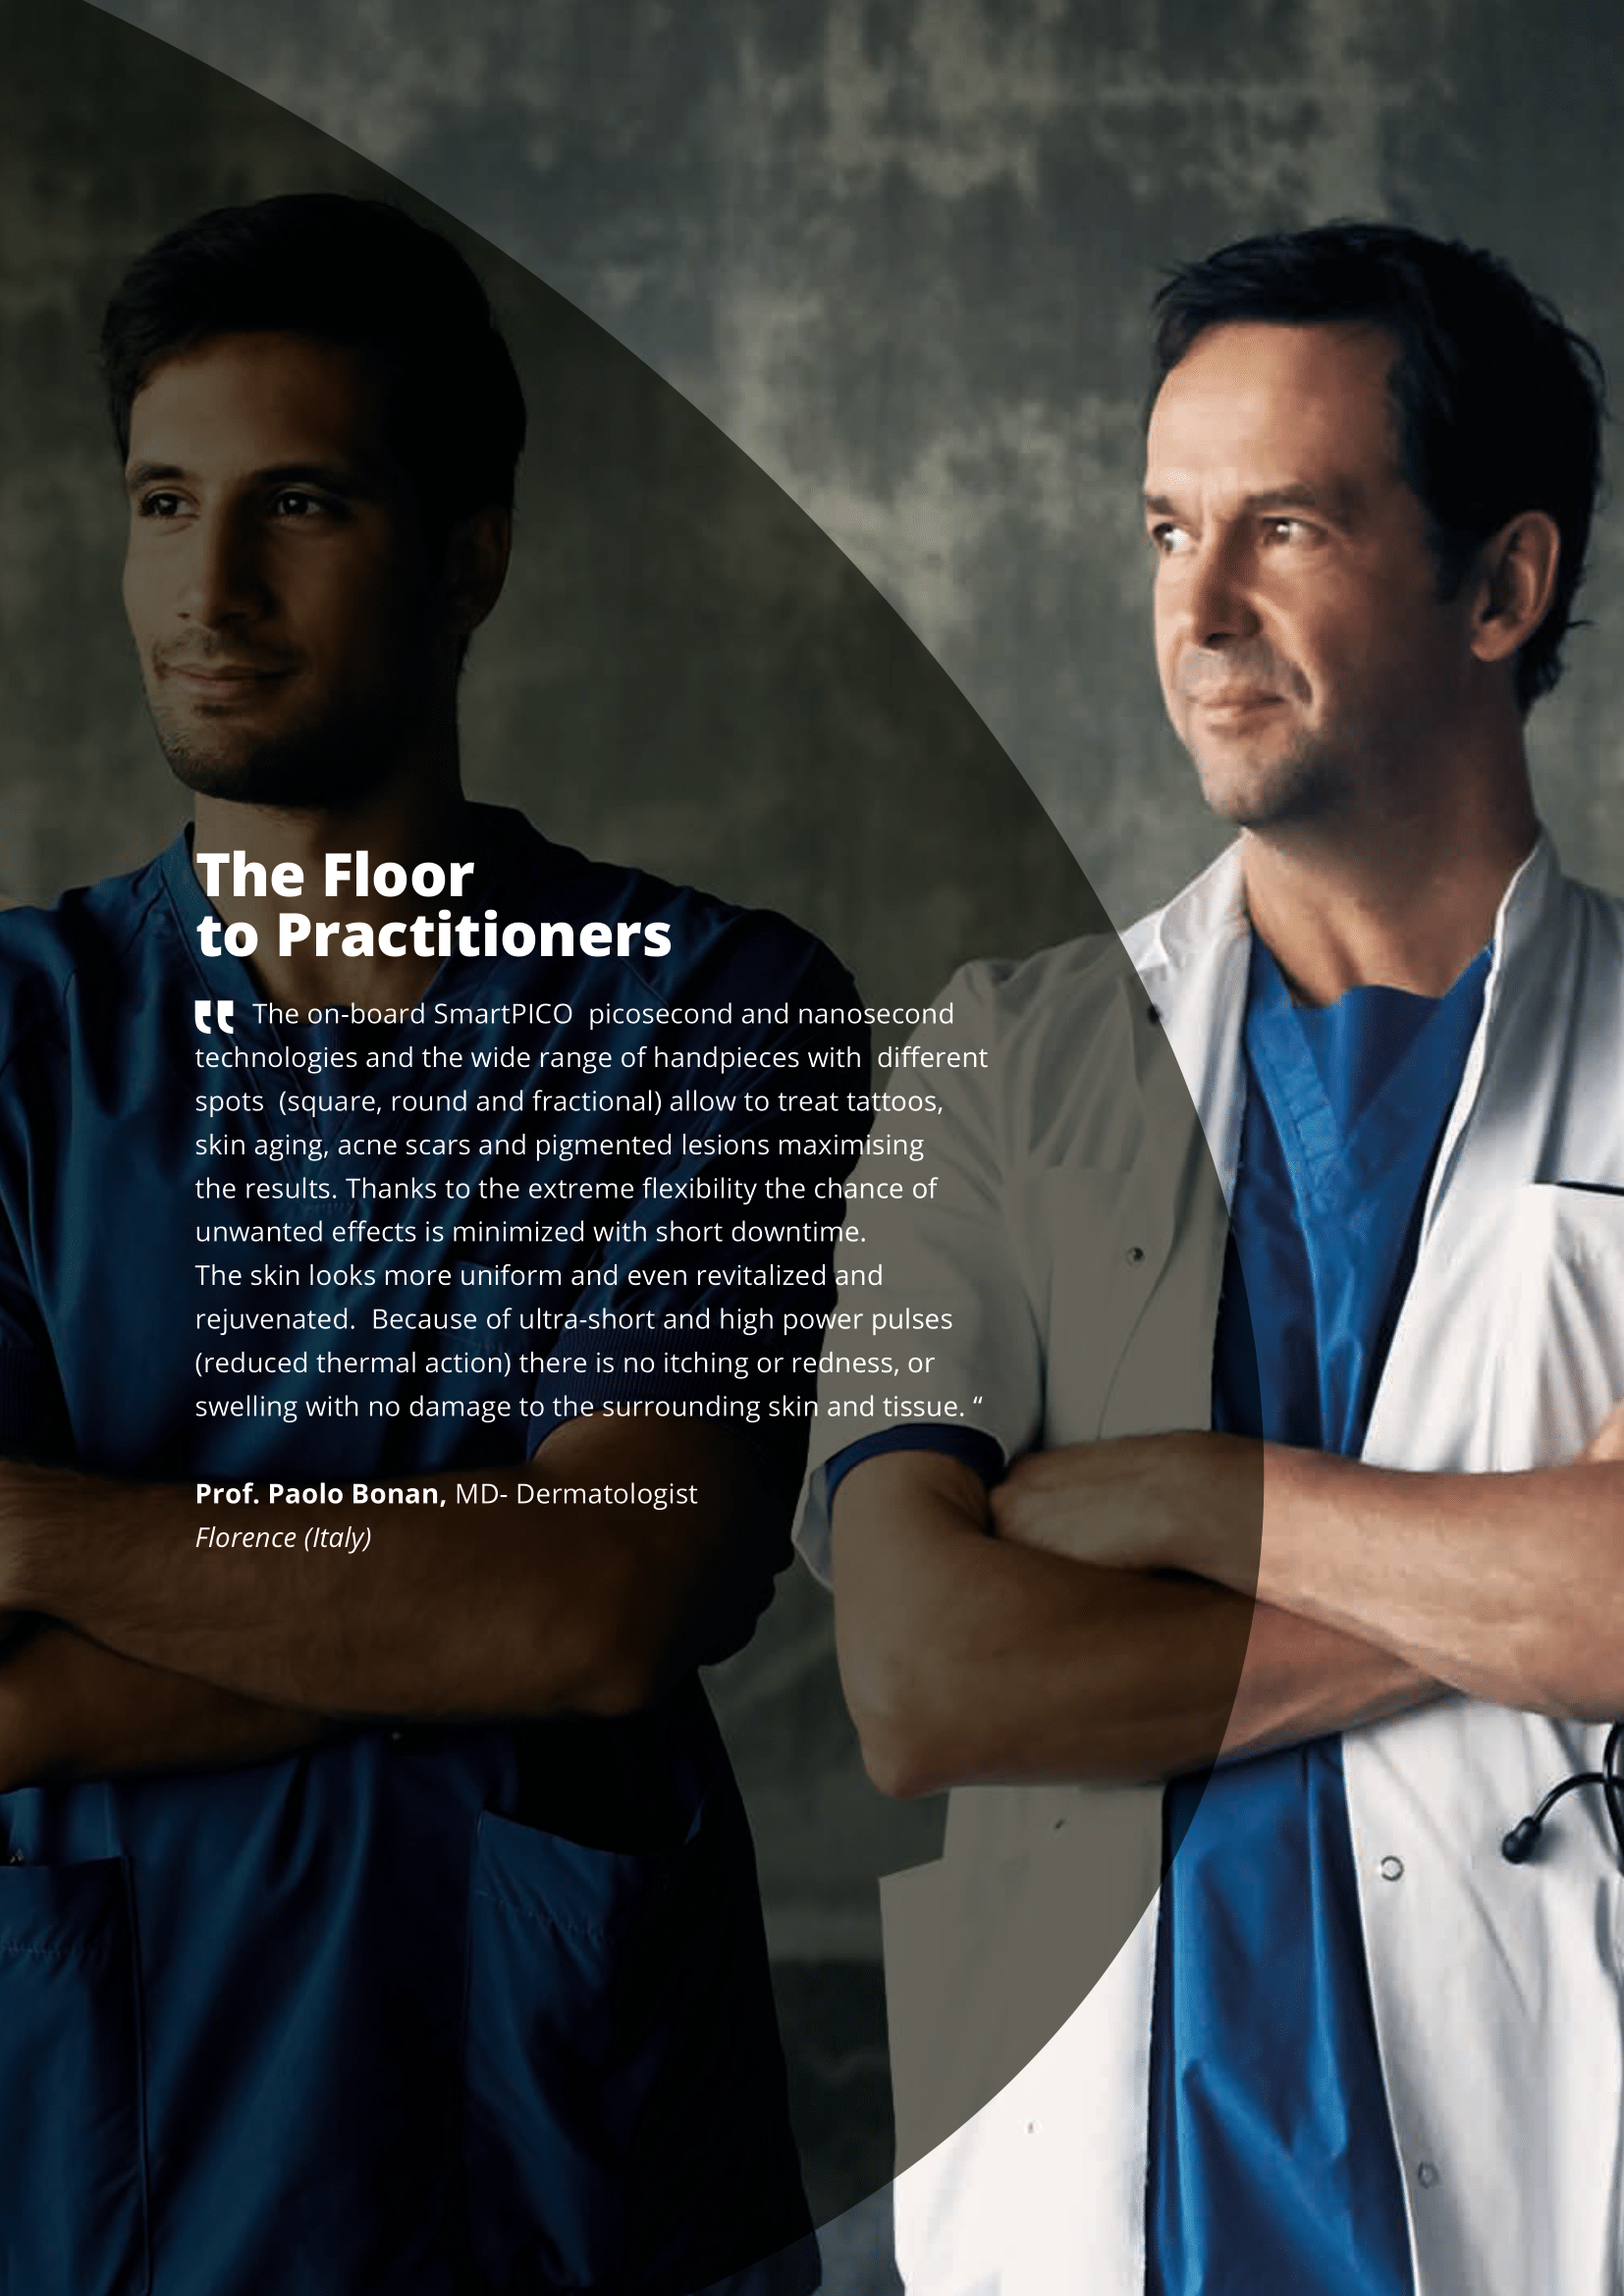 The Floor
to Practitioners
❝ The on-board SmartPICO  picosecond and nanosecond
technologies and the wide range of handpieces with  different
spots  (square, round and fractional) allow to treat tattoos,
skin aging, acne scars and pigmented lesions maximising
the results. Thanks to the extreme flexibility the chance of
unwanted effects is minimized with short downtime.
The skin looks more uniform and even revitalized and
rejuvenated.  Because of ultra-short and high power pulses
(reduced thermal action) there is no itching or redness, or
swelling with no damage to the surrounding skin and tissue. “
Prof. Paolo Bonan, MD- Dermatologist
Florence (Italy)